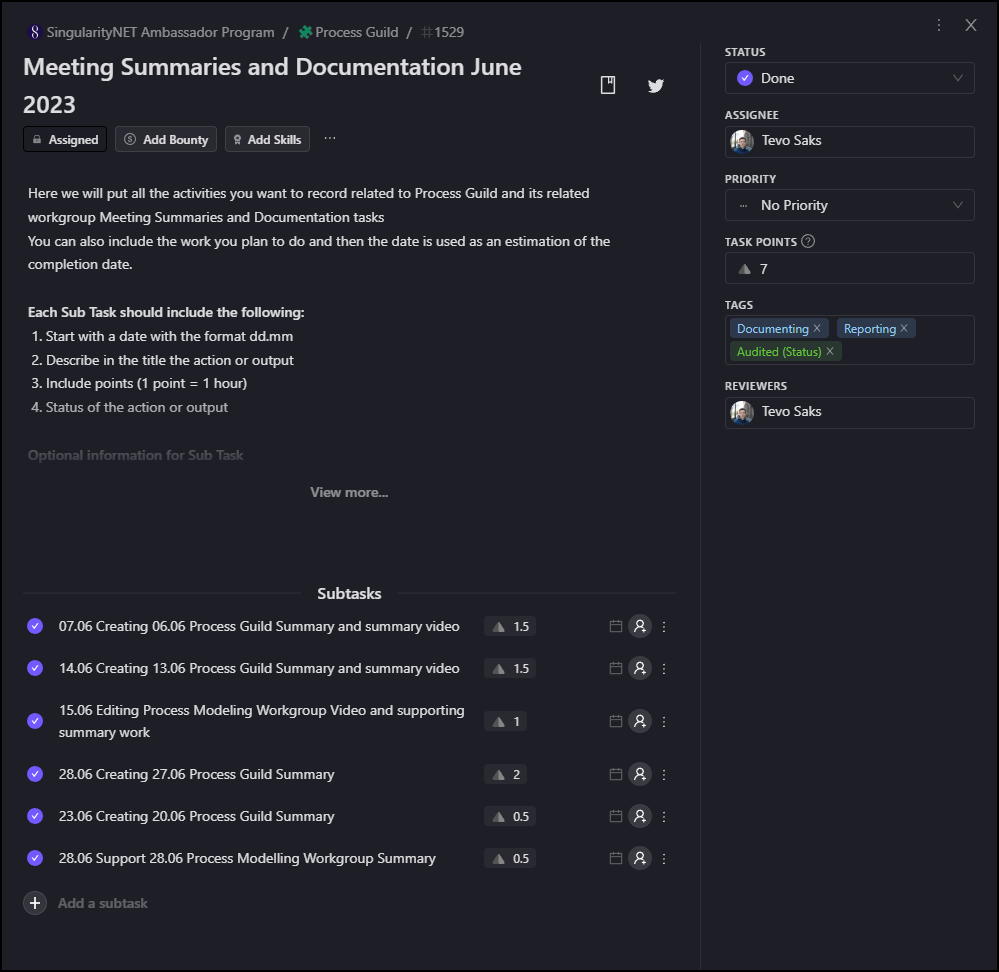 SingularityNET Ambassador Program / Process Guild / #1529
Meeting Summaries and Documentation June
2023
Assigned Add Bounty Add Skills ...
Here we will put all the activities you want to record related to Process Guild and its related
workgroup Meeting Summaries and Documentation tasks
You can also include the work you plan to do and then the date is used as an estimation of the
completion date.
Each Sub Task should include the following:
1. Start with a date with the format dd.mm
2. Describe in the title the action or output
3. Include points (1 point = 1 hour)
4. Status of the action or output
Optional information for Sub Task
View more...
Subtasks
07.06 Creating 06.06 Process Guild Summary and summary video 1.5
14.06 Creating 13.06 Process Guild Summary and summary video 1.5
15.06 Editing Process Modeling Workgroup Video and supporting
summary work 1
28.06 Creating 27.06 Process Guild Summary 2
23.06 Creating 20.06 Process Guild Summary 0.5
28.06 Support 28.06 Process Modelling Workgroup Summary 0.5
Add a subtask
STATUS
Done
ASSIGNEE
Tevo Saks
PRIORITY
No Priority
TASK POINTS
7
TAGS
Documenting Reporting
Audited (Status)
REVIEWERS
Tevo Saks